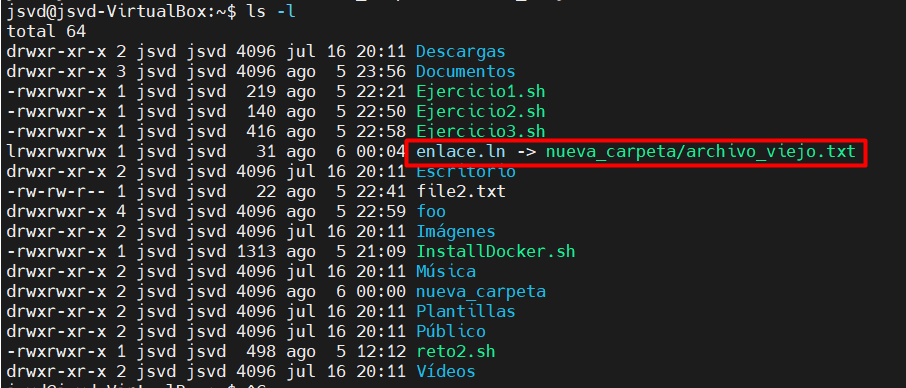 jsvd@jsvd-VirtualBox:~$ ls -l
total 64
drwxr-xr-x 2 jsvd jsvd 4096 jul 16 20:11 Descargas
drwxr-xr-x 3 jsvd jsvd 4096 ago  5 23:56 Documentos
-rwxrwxr-x 1 jsvd jsvd  219 ago  5 22:21 Ejercicio1.sh
-rwxrwxr-x 1 jsvd jsvd  140 ago  5 22:50 Ejercicio2.sh
-rwxrwxr-x 1 jsvd jsvd  416 ago  5 22:58 Ejercicio3.sh
lrwxrwxrwx 1 jsvd jsvd   31 ago  6 00:04 enlace.ln -> nueva_carpeta/archivo_viejo.txt
drwxr-xr-x 2 jsvd jsvd 4096 jul 16 20:11 Escritorio
-rw-rw-r-- 1 jsvd jsvd   22 ago  5 22:41 file2.txt
drwxrwxr-x 4 jsvd jsvd 4096 ago  5 22:59 foo
drwxr-xr-x 2 jsvd jsvd 4096 jul 16 20:11 Imágenes
-rwxrwxr-x 1 jsvd jsvd 1313 ago  5 21:09 InstallDocker.sh
drwxr-xr-x 2 jsvd jsvd 4096 jul 16 20:11 Música
drwxrwxr-x 2 jsvd jsvd 4096 ago  6 00:00 nueva_carpeta
drwxr-xr-x 2 jsvd jsvd 4096 jul 16 20:11 Plantillas
drwxr-xr-x 2 jsvd jsvd 4096 jul 16 20:11 Público
-rwxrwxr-x 1 jsvd jsvd  498 ago  5 12:12 reto2.sh
drwxr-xr-x 2 jsvd jsvd 4096 jul 16 20:11 Vídeos